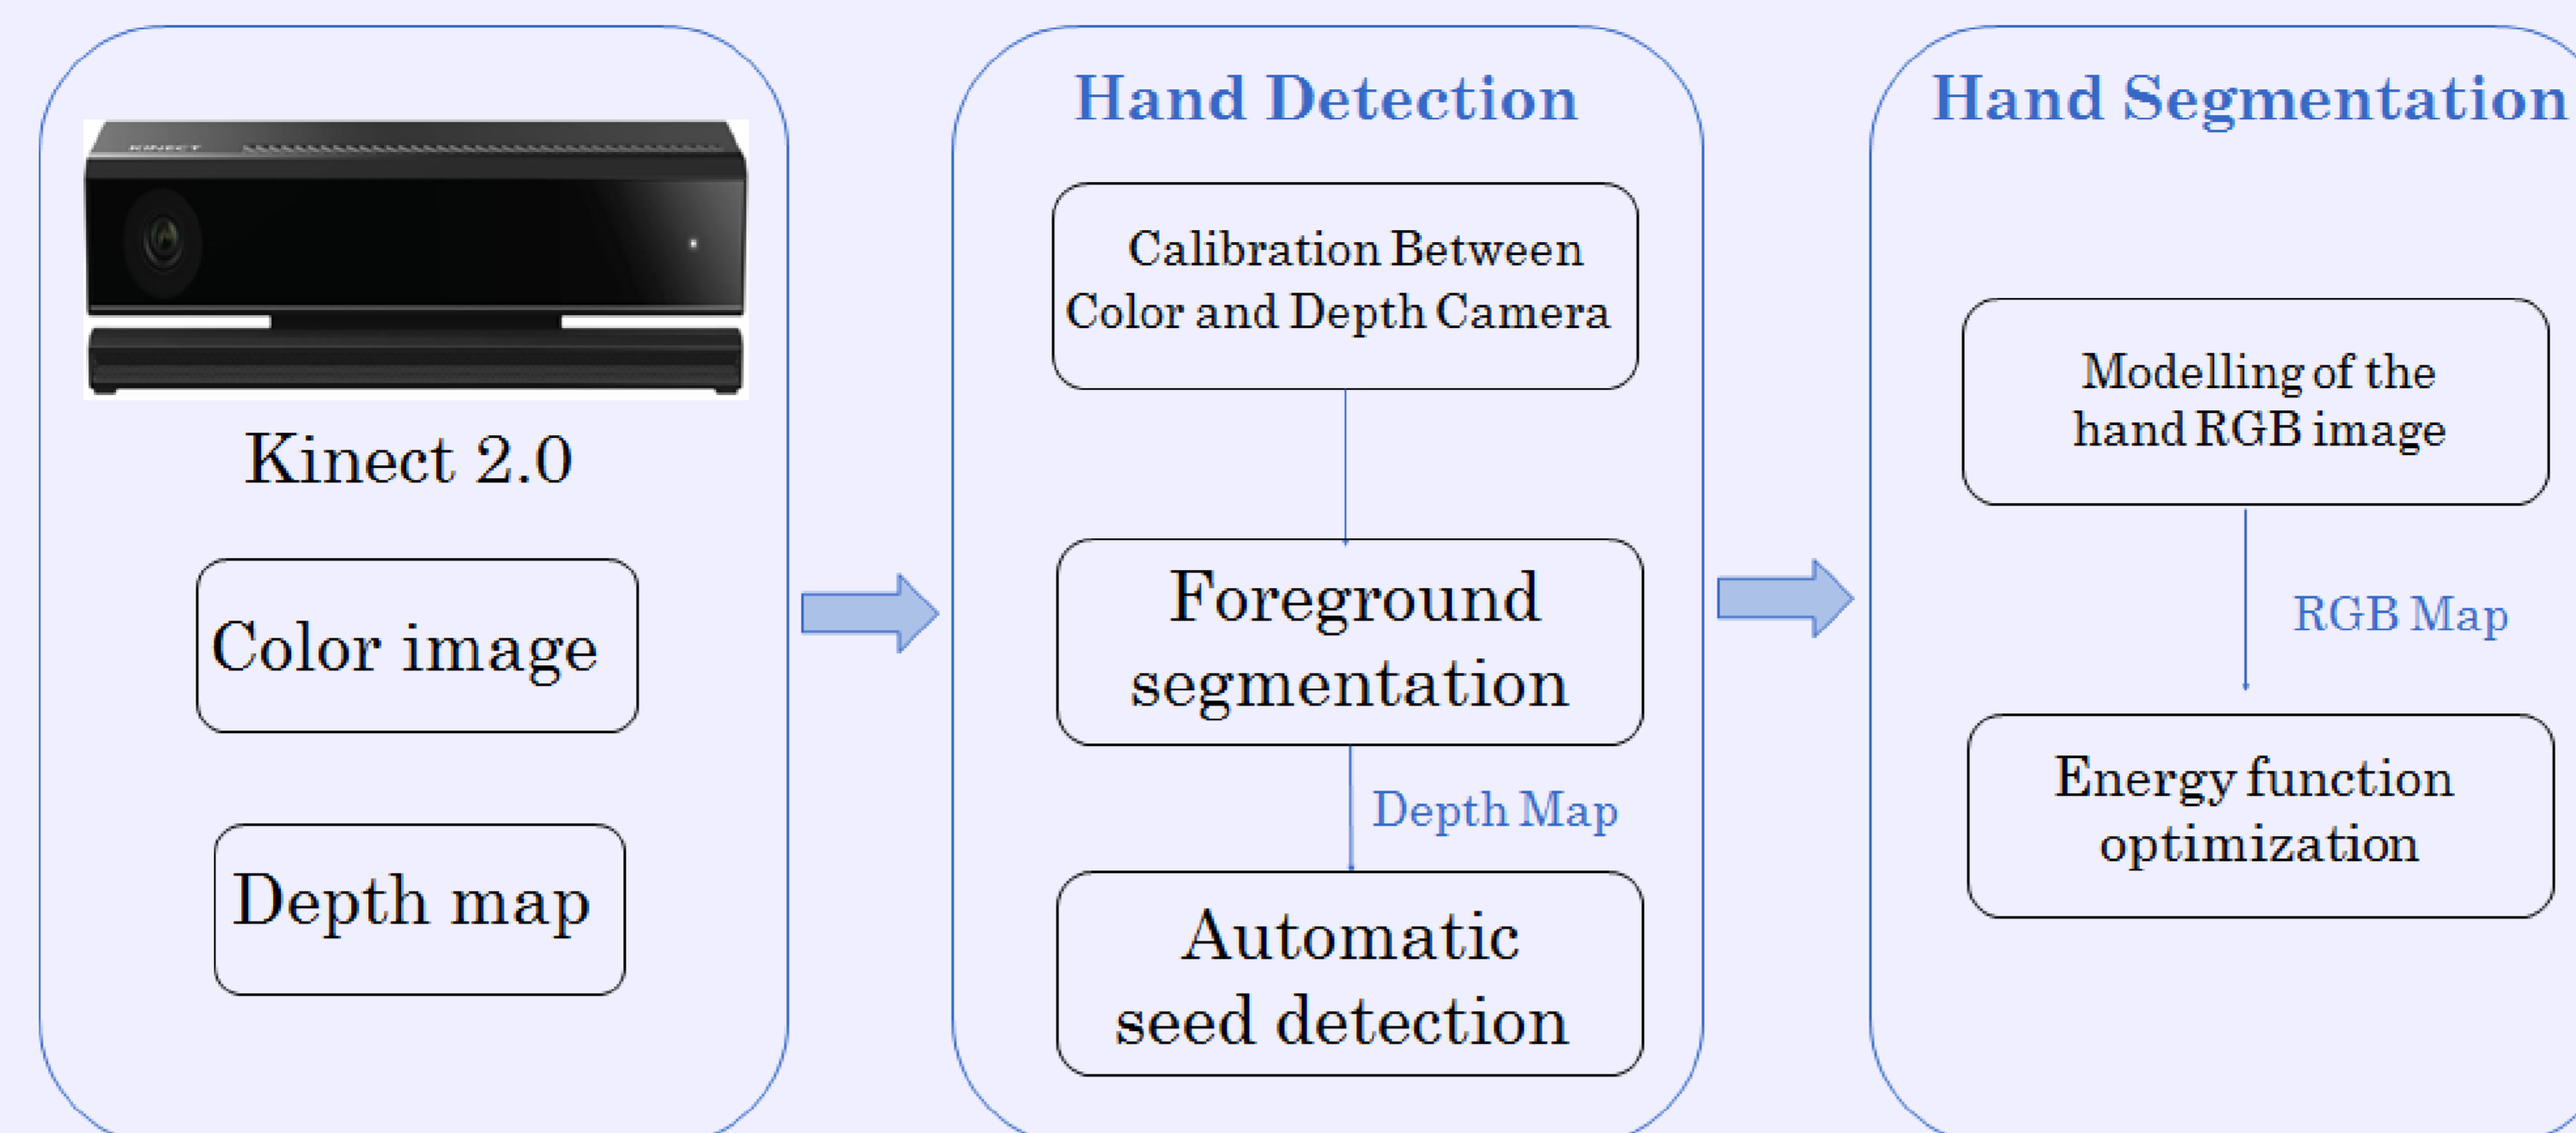 KINECT
Kinect 2.0
Color image
Depth map
Hand Detection
Calibration Between
Color and Depth Camera
Foreground
segmentation
Depth Map
Automatic
seed detection
Hand Segmentation
Modelling of the
hand RGB image
RGB Map
Energy function
optimization